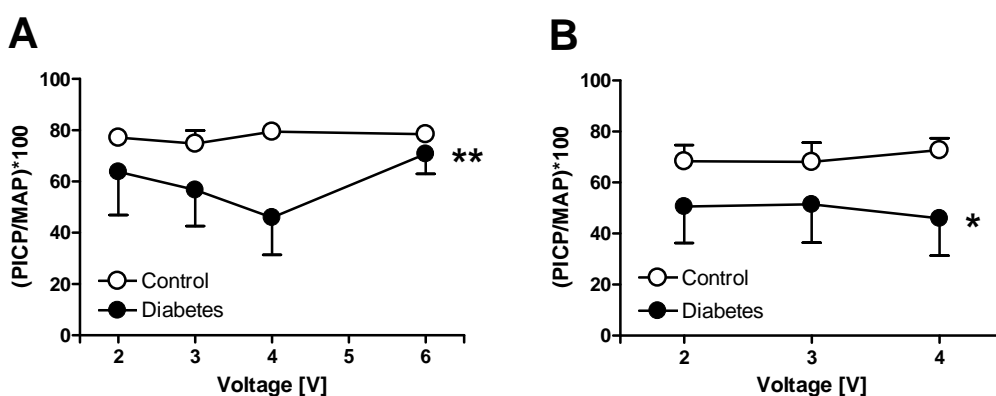 A
(PICP/MAP)*100
100
80
60
40
20
0
**
Control
Diabetes
2 3 4 5 6
Voltage [V]
B
(PICP/MAP)*100
100
80
60
40
20
0
*
Control
Diabetes
2 3 4
Voltage [V]